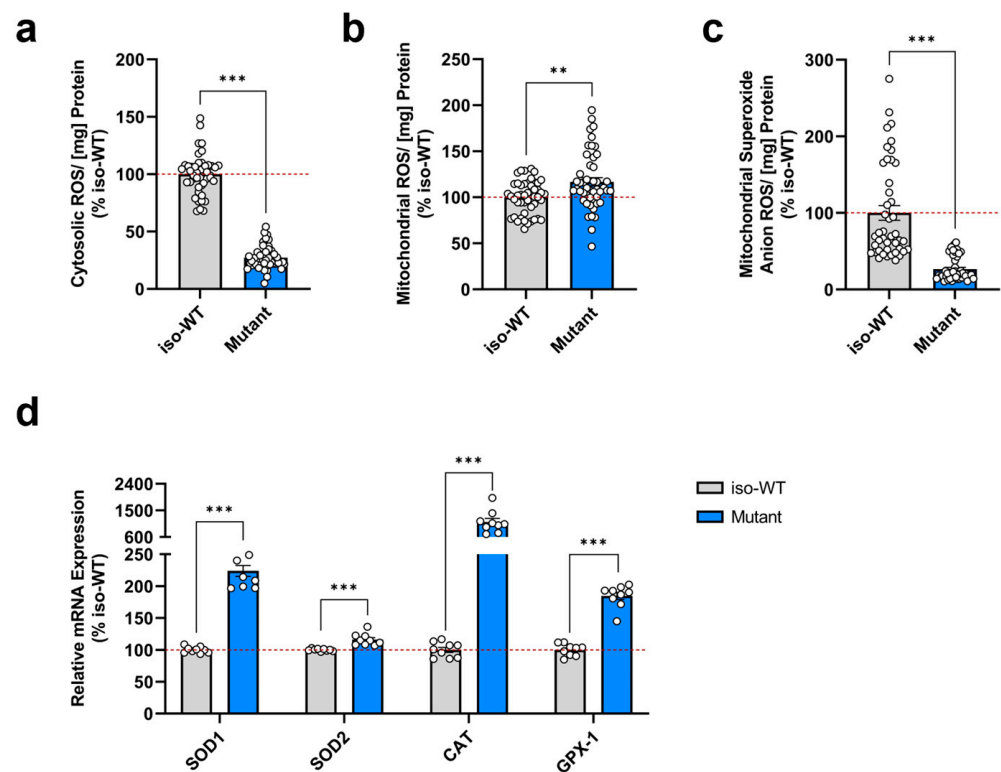 a
Cytosolic ROS/ [mg] Protein
(% iso-WT)
200
150
100
50
0
***
iso-WT
Mutant
b
Mitochondrial ROS/ [mg] Protein
(% iso-WT)
250
200
150
100
50
0
**
iso-WT
Mutant
c
Mitochondrial Superoxide
Anion ROS/ [mg] Protein
(% iso-WT)
300
200
100
0
***
iso-WT
Mutant
d
Relative mRNA Expression
(% iso-WT)
2400
1500
600
250
200
150
100
50
0
***
***
***
***
SOD1
SOD2
CAT
GPX-1
iso-WT
Mutant